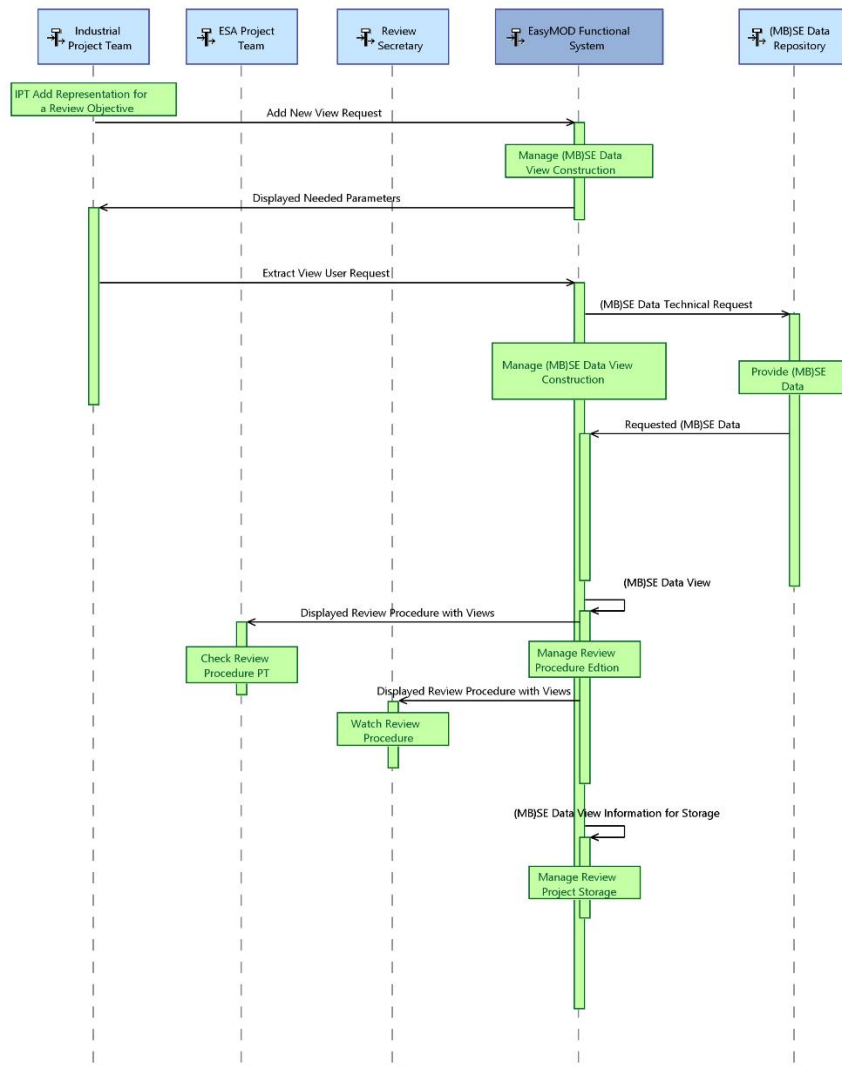 Industrial
Project Team
ESA Project
Team
Review
Secretary
EasyMOD Functional
System
(MB)SE Data
Repository
IPT Add Representation for
a Review Objective
Add New View Request
Manage (MB)SE Data
View Construction
Displayed Needed Parameters
Extract View User Request
(MB)SE Data Technical Request
Manage (MB)SE Data View
Construction
Provide (MB)SE
Data
Requested (MB)SE Data
(MB)SE Data View
Displayed Review Procedure with Views
Check Review
Procedure PT
Manage Review
Procedure Edtion
Displayed Review Procedure with Views
Watch Review
Procedure
(MB)SE Data View Information for Storage
Manage Review
Project Storage